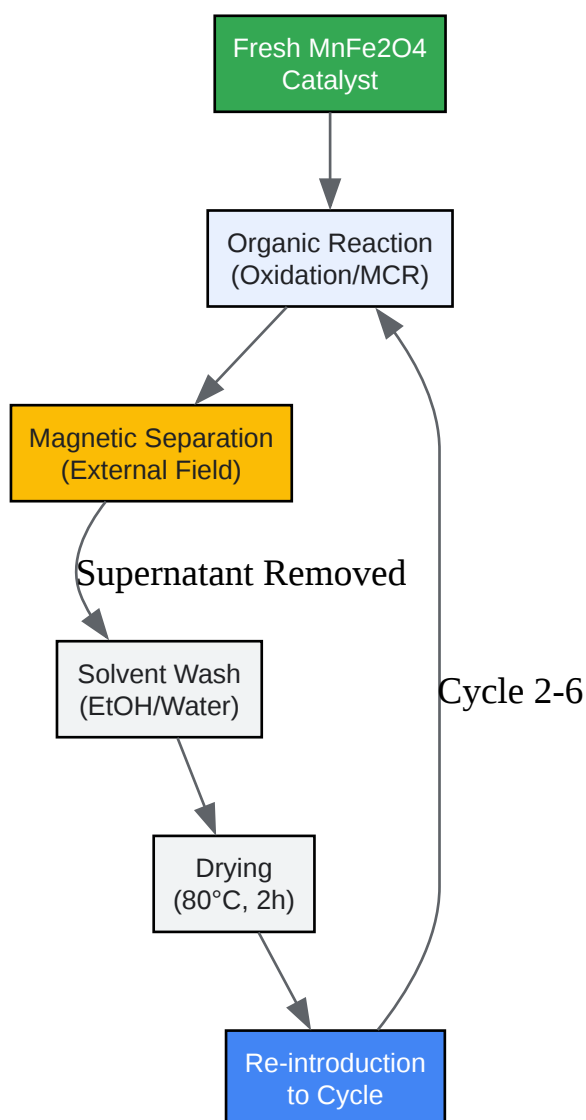 Fresh MnFe2O4
Catalyst
Organic Reaction
(Oxidation/MCR)
Magnetic Separation
(External Field)
Supernatant Removed
Solvent Wash
(EtOH/Water)
Cycle 2-6
Drying
(80°C, 2h)
Re-introduction
to Cycle